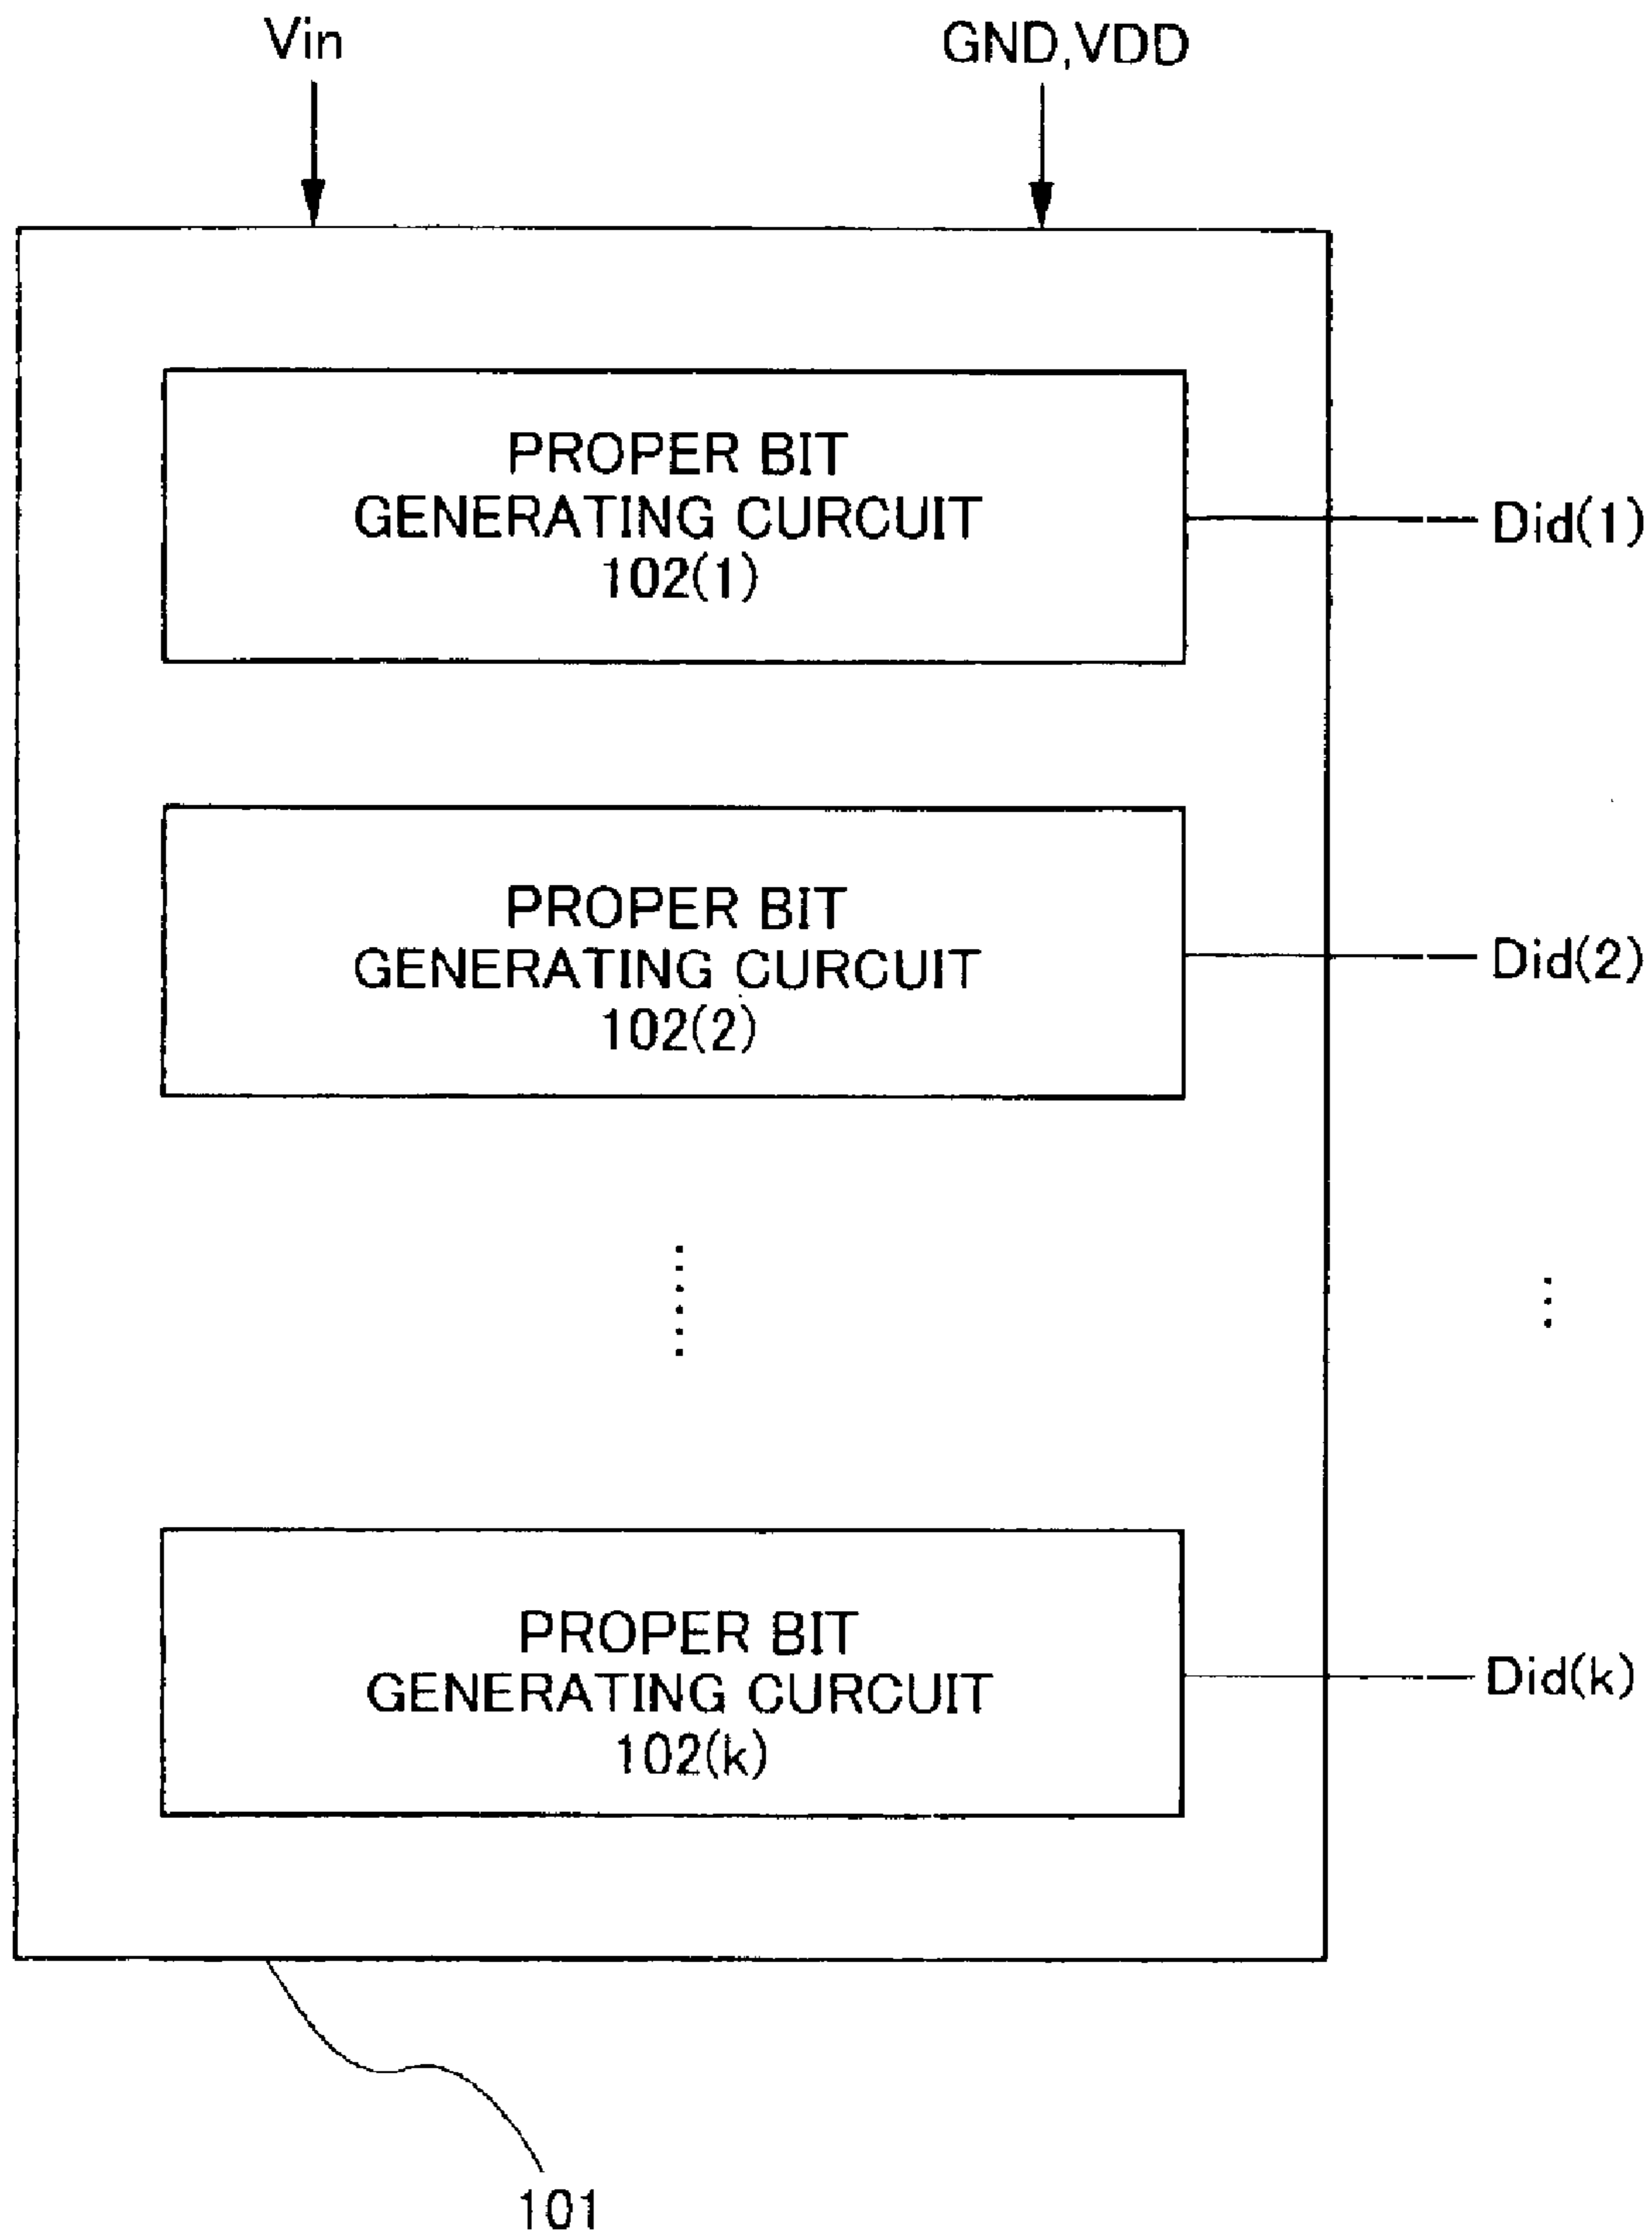 Vin
GND,VDD
PROPER BIT
GENERATING CURCUIT
102(1)
Did(1)
PROPER BIT
GENERATING CURCUIT
102(2)
Did(2)
PROPER BIT
GENERATING CURCUIT
102(k)
Did(k)
101